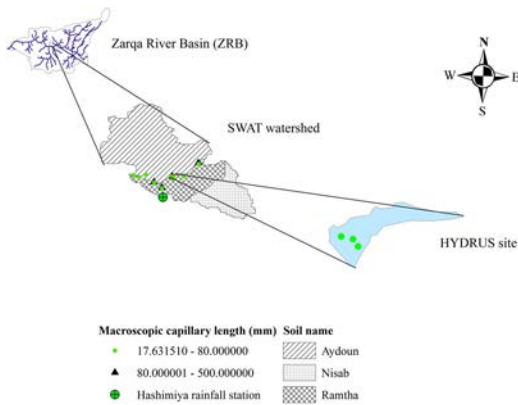 Zarqa River Basin (ZRB)
N
W E
S
SWAT watershed
HYDRUS site
Macroscopic capillary length (mm) Soil name
17.631510 - 80.000000 Aydoun
80.000001 - 500.000000 Nisab
Hashimiya rainfall station Ramtha